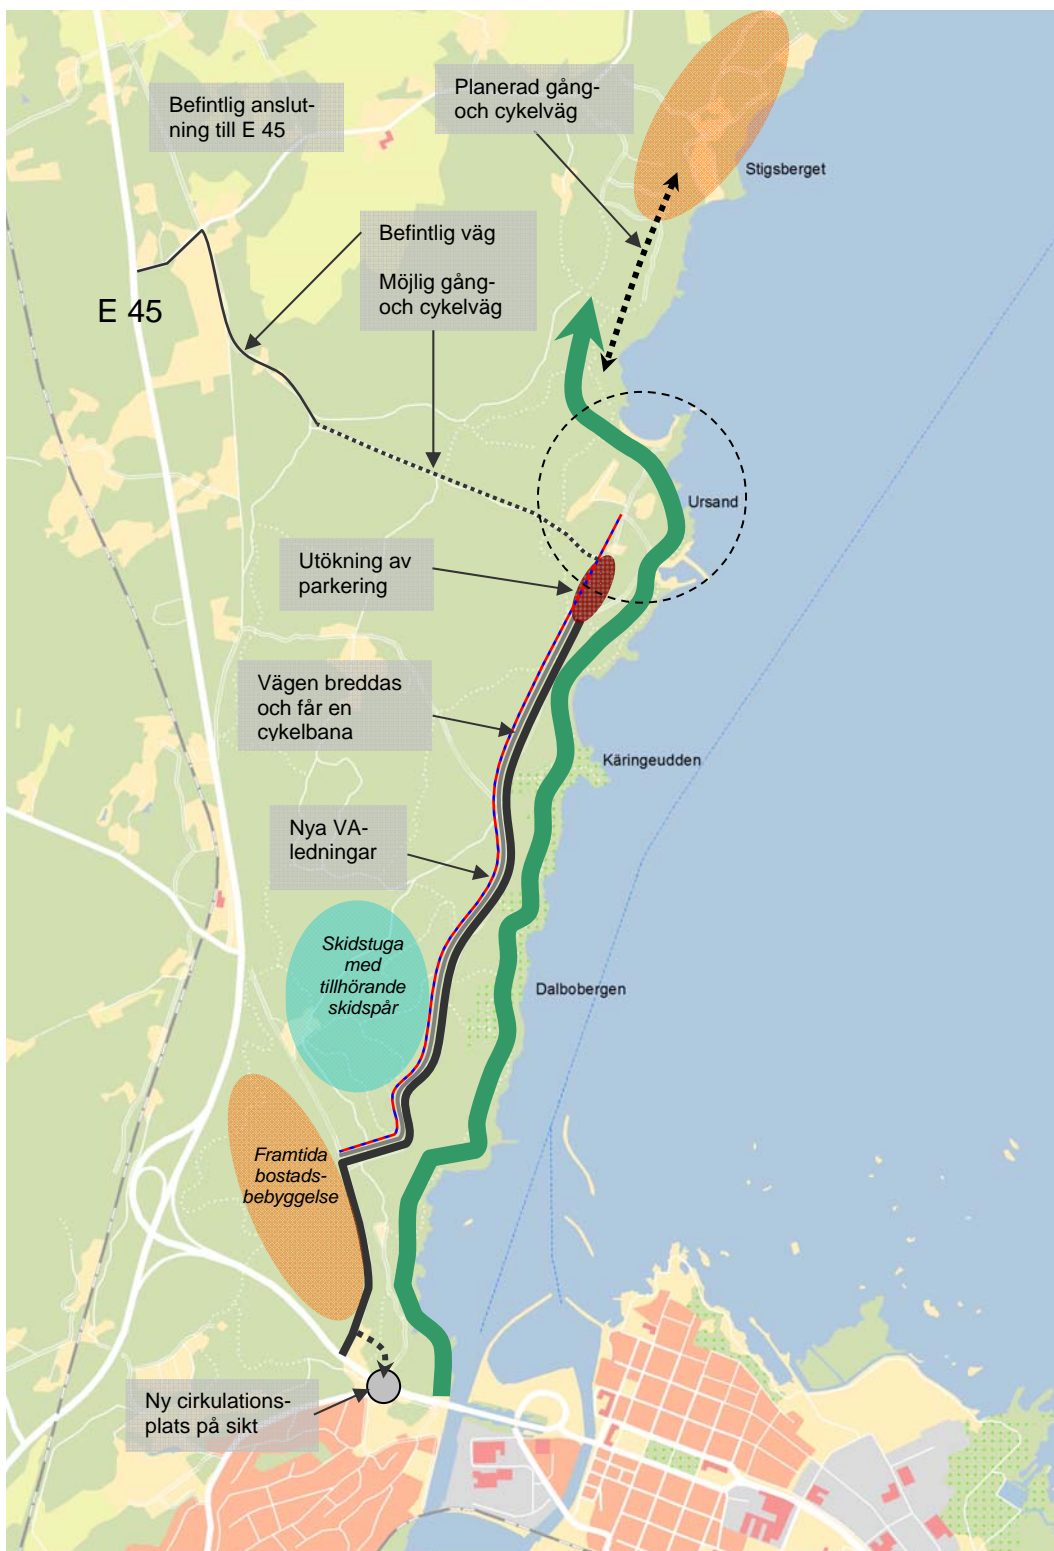 Planerad gång-
och cykelväg
Befintlig anslut-
ning till E 45
Stigsberget
Befintlig väg
Möjlig gång-
och cykelväg
E 45
Ursand
Utökning av
parkering
Vägen breddas
och får en
cykelbana
Käringeudden
Nya VA-
ledningar
Skidstuga
med
tillhörande
skidspår
Dalbobergen
Framtida
bostads-
bebyggelse
Ny cirkulations-
plats på sikt